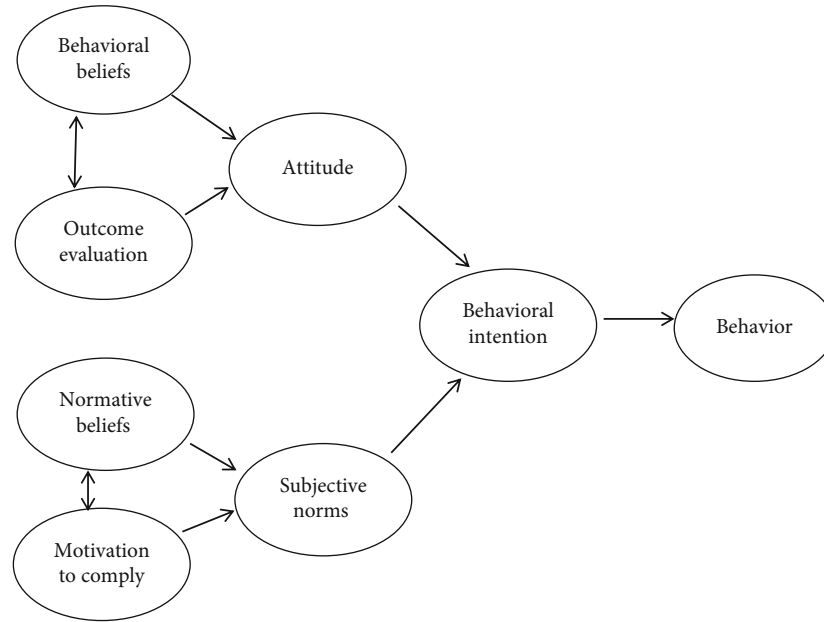 Behavioral
beliefs
Attitude
Outcome
evaluation
Behavioral
intention
Behavior
Normative
beliefs
Subjective
norms
Motivation
to comply